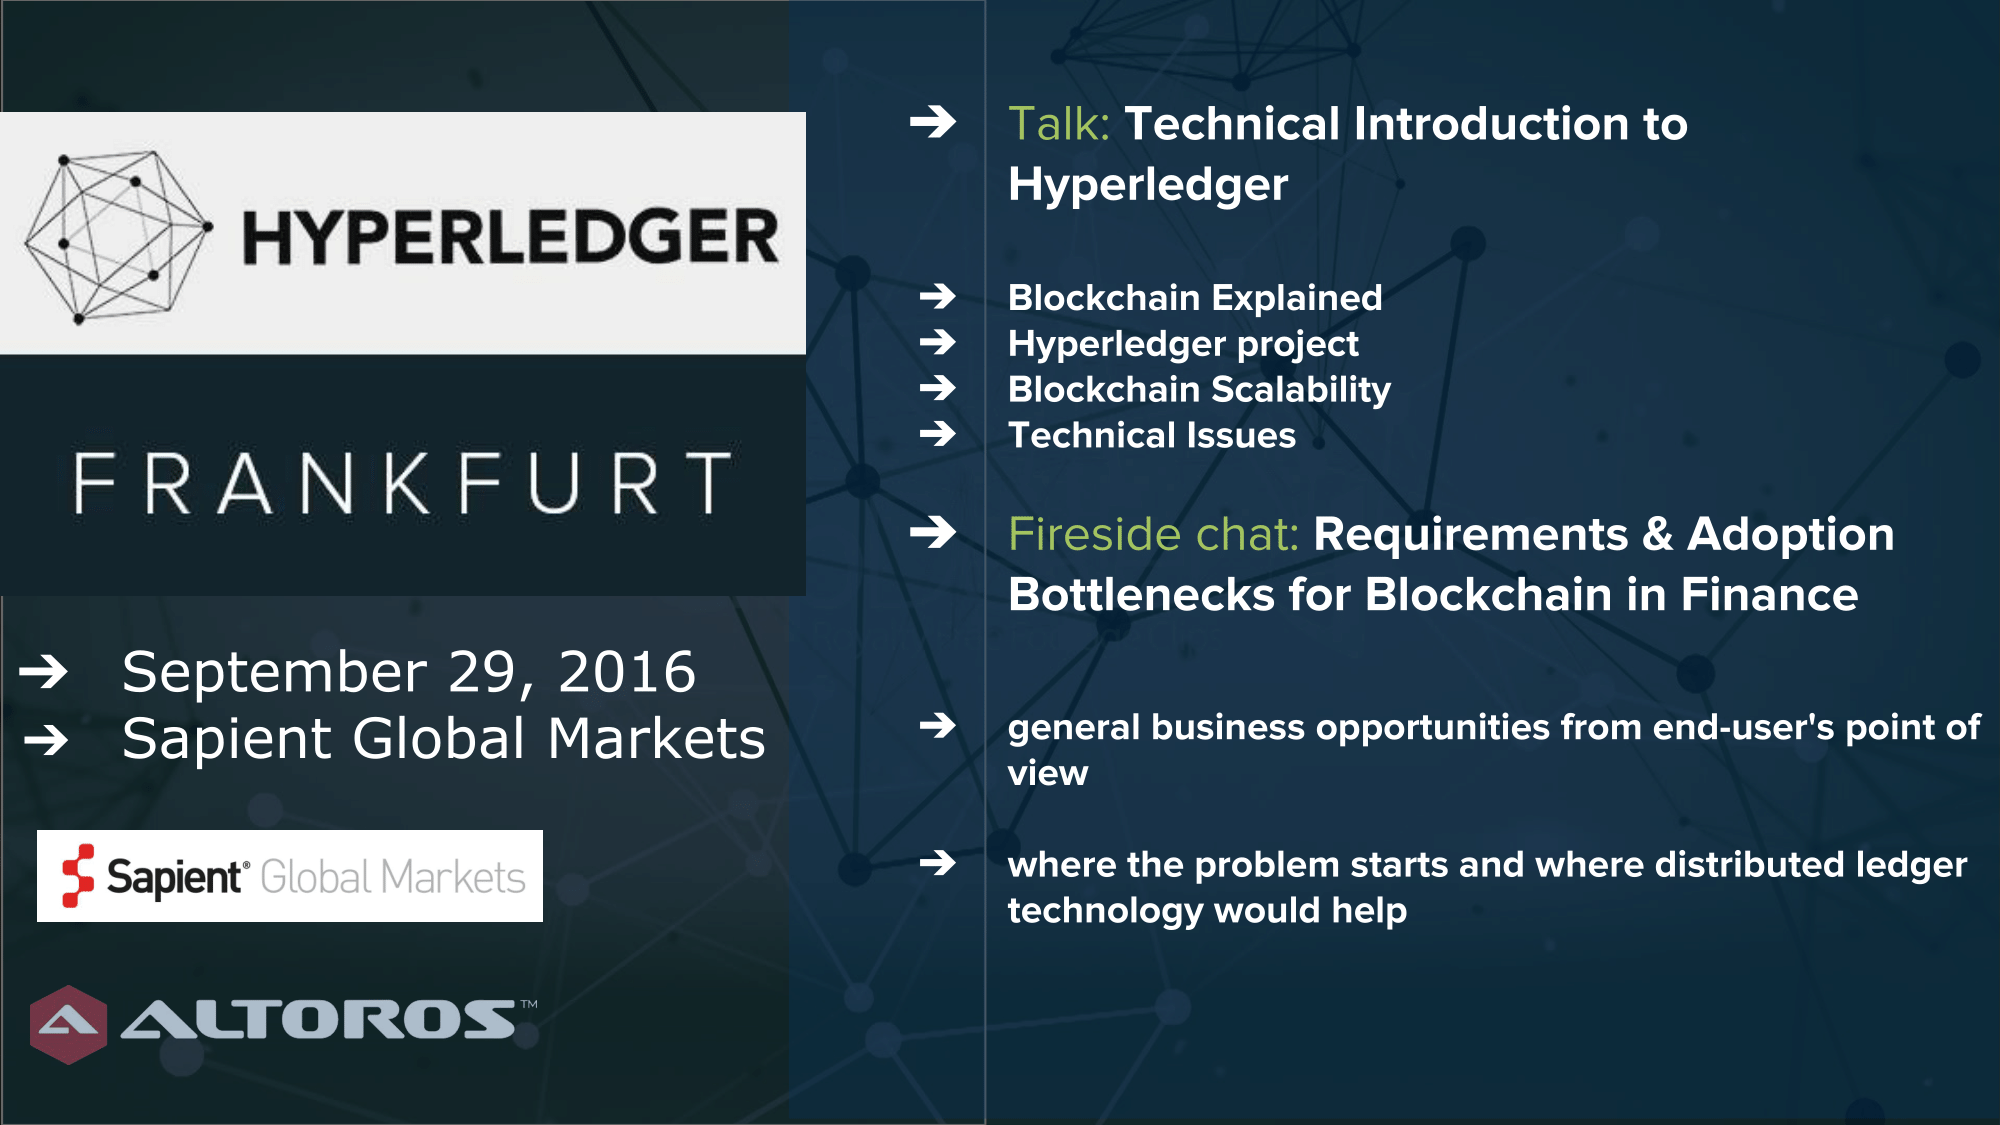 HYPERLEDGER
FRANKFURT
➔ September 29, 2016
➔ Sapient Global Markets
Sapient® Global Markets
ALTOROS™
➔ Talk: Technical Introduction to
Hyperledger
➔ Blockchain Explained
➔ Hyperledger project
➔ Blockchain Scalability
➔ Technical Issues
➔ Fireside chat: Requirements & Adoption
Bottlenecks for Blockchain in Finance
➔ general business opportunities from end-user's point of
view
➔ where the problem starts and where distributed ledger
technology would help